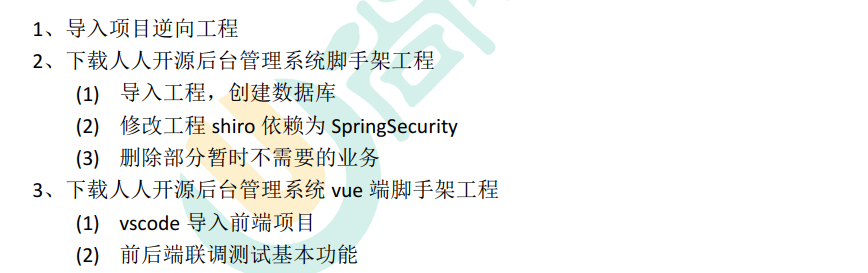 1、导入项目逆向工程
2、下载人人开源后台管理系统脚手架工程
(1) 导入工程，创建数据库
(2) 修改工程 shiro 依赖为 SpringSecurity
(3) 删除部分暂时不需要的业务
3、下载人人开源后台管理系统 vue 端脚手架工程
(1) vscode 导入前端项目
(2) 前后端联调测试基本功能